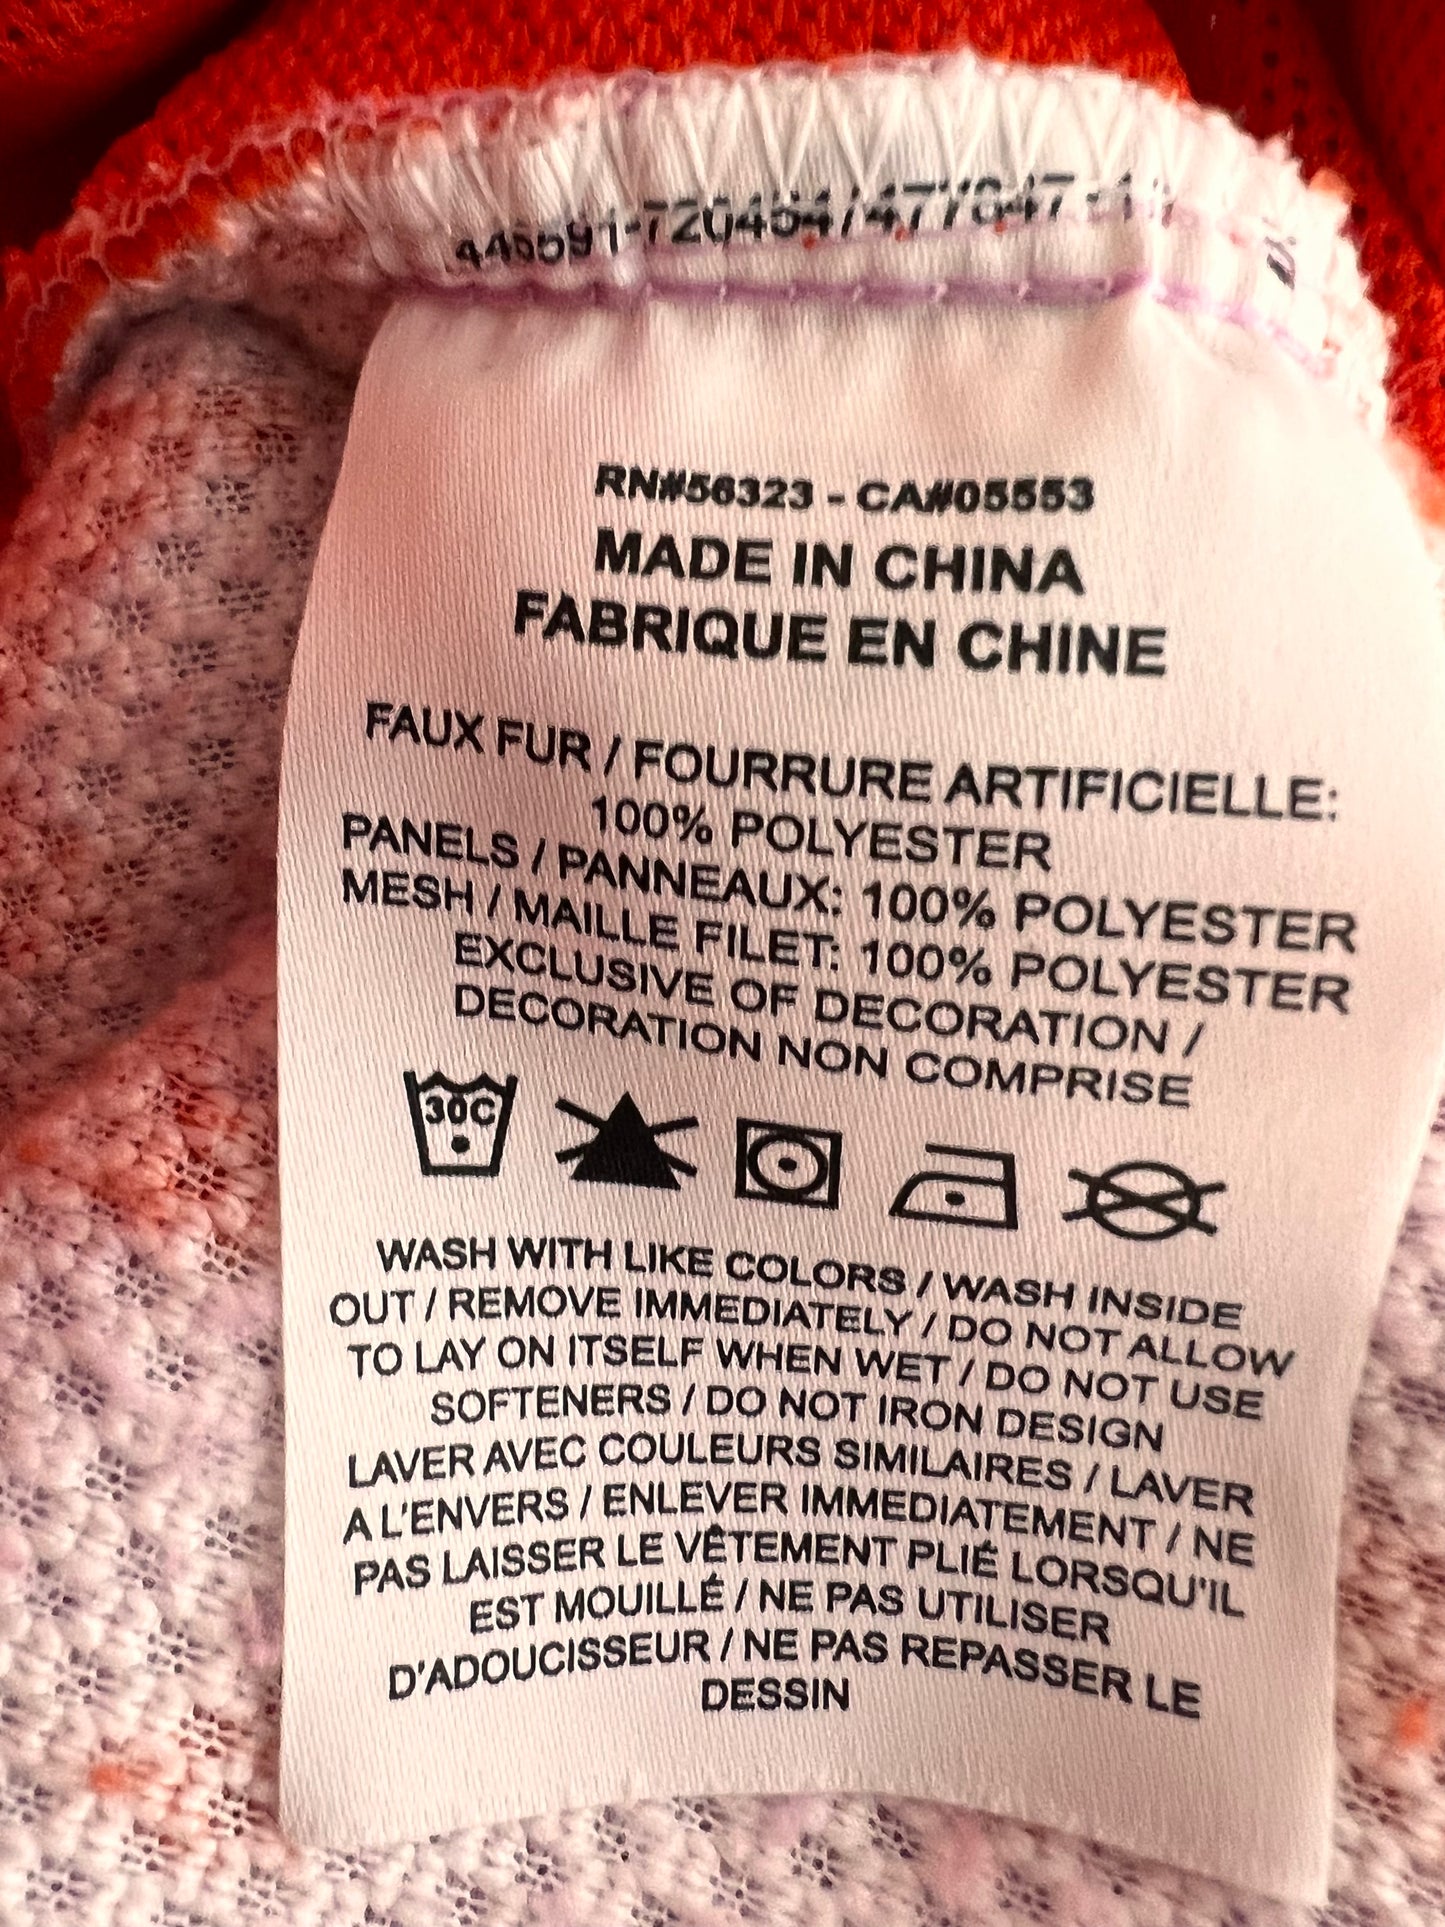 RN#56323 - CA#05553
MADE IN CHINA
FABRIQUE EN CHINE
FAUX FUR / FOURRURE ARTIFICIELLE:
100% POLYESTER
PANELS / PANNEAUX: 100% POLYESTER
MESH / MAILLE FILET: 100% POLYESTER
EXCLUSIVE OF DECORATION /
DECORATION NON COMPRISE
30C
WASH WITH LIKE COLORS / WASH INSIDE
OUT / REMOVE IMMEDIATELY / DO NOT ALLOW
TO LAY ON ITSELF WHEN WET / DO NOT USE
SOFTENERS / DO NOT IRON DESIGN
LAVER AVEC COULEURS SIMILAIRES / LAVER
A L'ENVERS / ENLEVER IMMEDIATEMENT / NE
PAS LAISSER LE VÊTEMENT PLIÉ LORSQU'IL
EST MOUILLÉ / NE PAS UTILISER
D'ADOUCISSEUR / NE PAS REPASSER LE
DESSIN